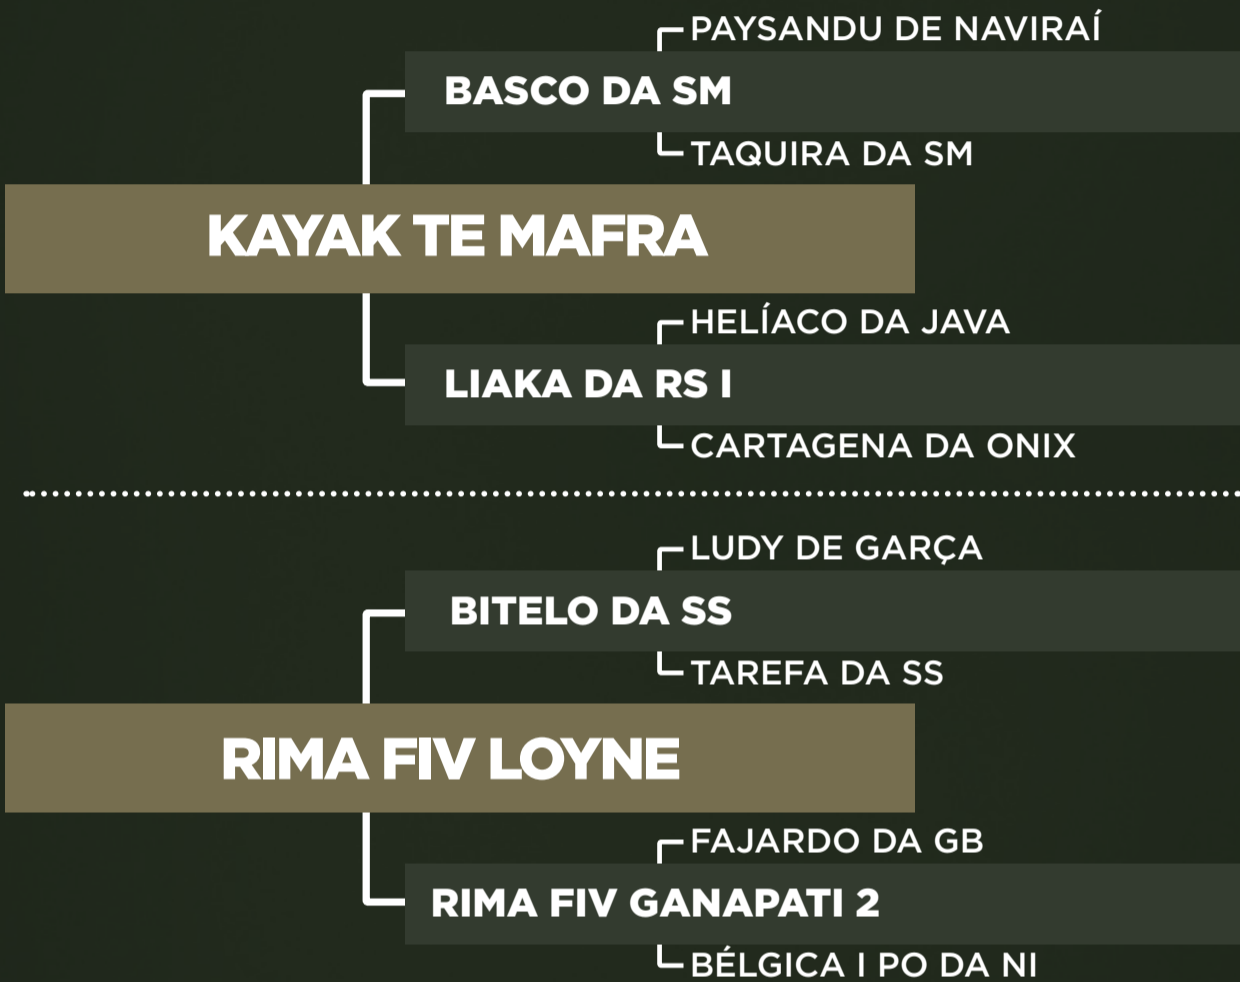 PAYSANDU DE NAVIRAÍ
BASCO DA SM
TAQUIRA DA SM
KAYAK TE MAFRA
HELÍACO DA JAVA
LIAKA DA RS I
CARTAGENA DA ONIX
LUDY DE GARÇA
BITELO DA SS
TAREFA DA SS
RIMA FIV LOYNE
FAJARDO DA GB
RIMA FIV GANAPATI 2
BÉLGICA I PO DA NI